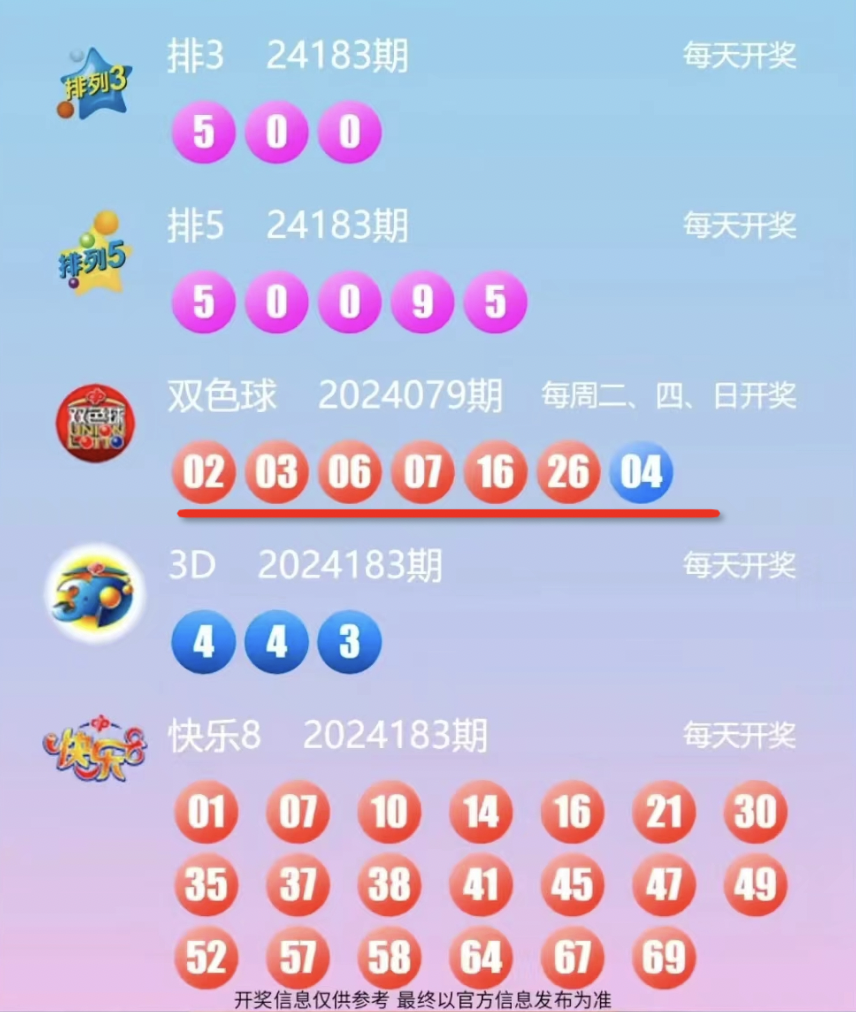 排列3
排3 24183期 每天开奖
5 0 0
排列5
排5 24183期 每天开奖
5 0 0 9 5
双色球
UNION
LOTTO
双色球 2024079期 每周二、四、日开奖
02 03 06 07 16 26 04
3D
3D 2024183期 每天开奖
4 4 3
快乐8
快乐8 2024183期 每天开奖
01 07 10 14 16 21 30
35 37 38 41 45 47 49
52 57 58 64 67 69
开奖信息仅供参考 最终以官方信息发布为准